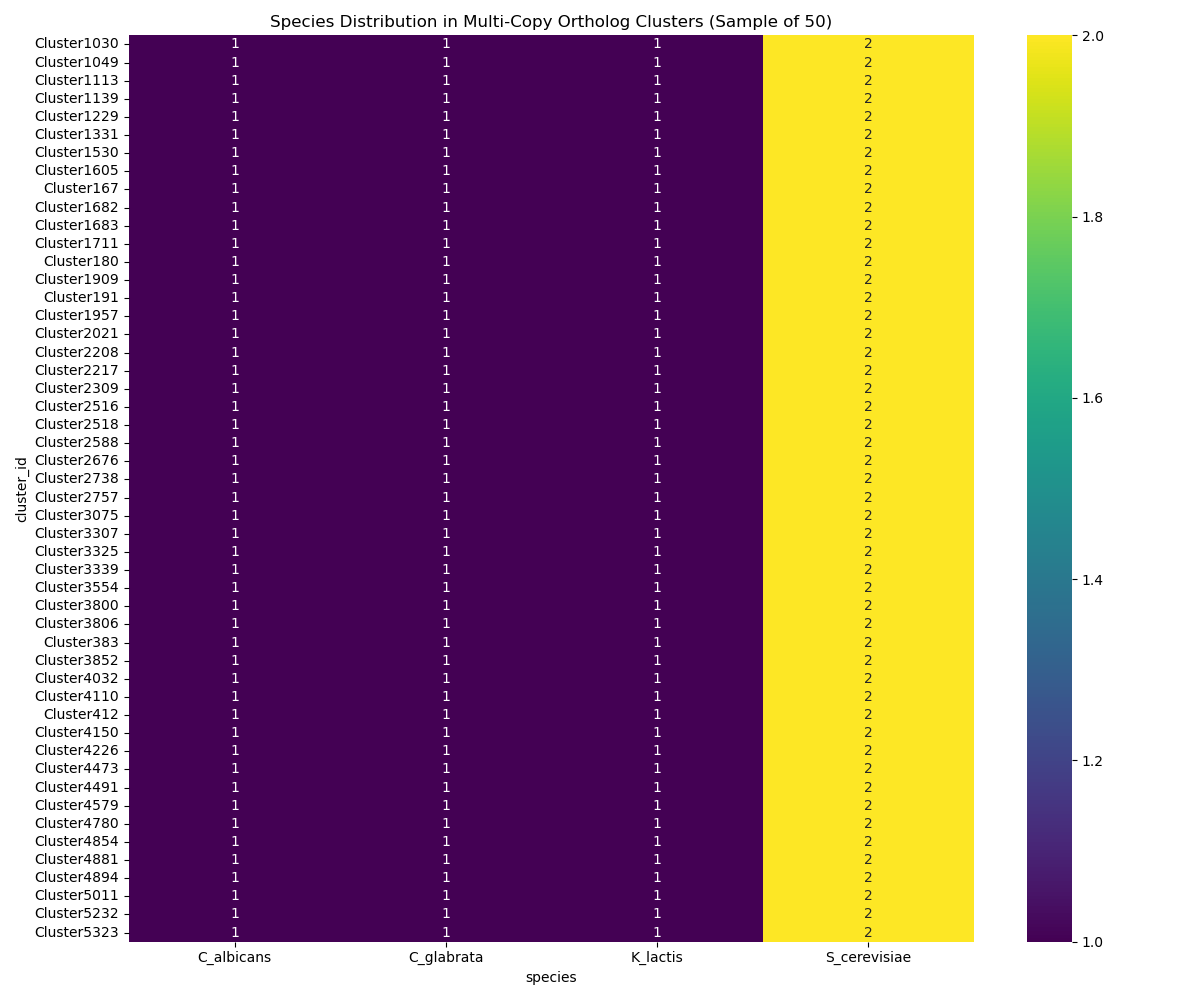 Species Distribution in Multi-Copy Ortholog Clusters (Sample of 50)
Cluster1030 1 1 1 2
Cluster1049 1 1 1 2
Cluster1113 1 1 1 2
Cluster1139 1 1 1 2
Cluster1229 1 1 1 2
Cluster1331 1 1 1 2
Cluster1530 1 1 1 2
Cluster1605 1 1 1 2
Cluster167 1 1 1 2
Cluster1682 1 1 1 2
Cluster1683 1 1 1 2
Cluster1711 1 1 1 2
Cluster180 1 1 1 2
Cluster1909 1 1 1 2
Cluster191 1 1 1 2
Cluster1957 1 1 1 2
Cluster2021 1 1 1 2
Cluster2208 1 1 1 2
Cluster2217 1 1 1 2
Cluster2309 1 1 1 2
Cluster2516 1 1 1 2
Cluster2518 1 1 1 2
Cluster2588 1 1 1 2
Cluster2676 1 1 1 2
Cluster2738 1 1 1 2
Cluster2757 1 1 1 2
Cluster3075 1 1 1 2
Cluster3307 1 1 1 2
Cluster3325 1 1 1 2
Cluster3339 1 1 1 2
Cluster3554 1 1 1 2
Cluster3800 1 1 1 2
Cluster3806 1 1 1 2
Cluster383 1 1 1 2
Cluster3852 1 1 1 2
Cluster4032 1 1 1 2
Cluster4110 1 1 1 2
Cluster412 1 1 1 2
Cluster4150 1 1 1 2
Cluster4226 1 1 1 2
Cluster4473 1 1 1 2
Cluster4491 1 1 1 2
Cluster4579 1 1 1 2
Cluster4780 1 1 1 2
Cluster4854 1 1 1 2
Cluster4881 1 1 1 2
Cluster4894 1 1 1 2
Cluster5011 1 1 1 2
Cluster5232 1 1 1 2
Cluster5323 1 1 1 2
cluster_id
C_albicans C_glabrata K_lactis S_cerevisiae
species
2.0
1.8
1.6
1.4
1.2
1.0